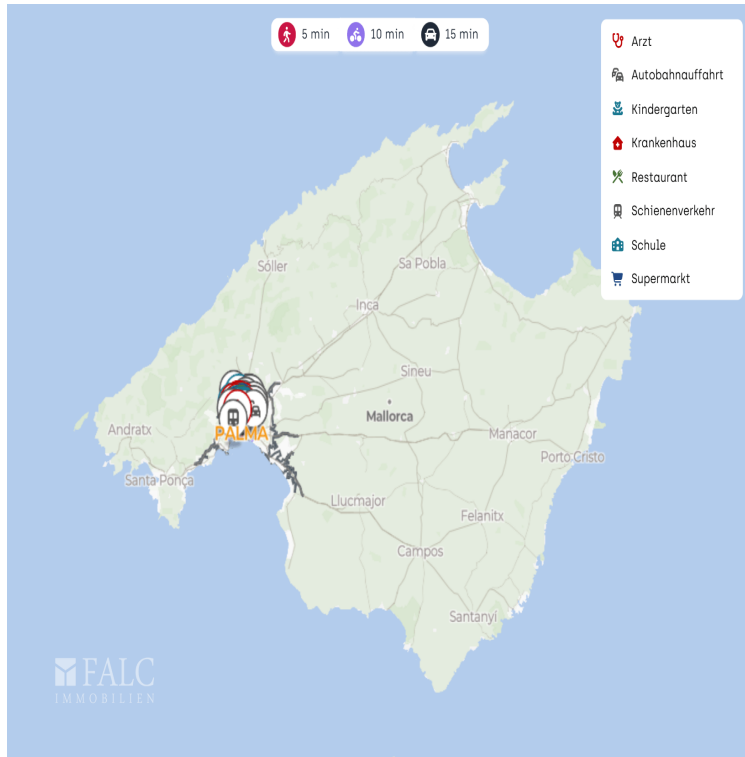 5 min
10 min
15 min
Arzt
Autobahnauffahrt
Kindergarten
Krankenhaus
Restaurant
Schienenverkehr
Schule
Supermarkt
Sóller
Sa Pobla
Inca
Sineu
Mallorca
Andratx
PALMA
Manacor
Porto Cristo
Santa Ponça
Llucmajor
Felanitx
Campos
Santanyí
FALC
IMMOBILIEN